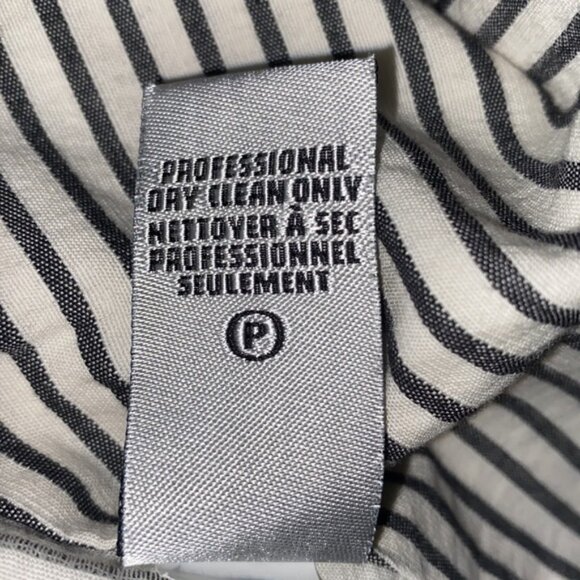 PROFESSIONAL
DRY CLEAN ONLY
NETTOYER À SEC
PROFESSIONNEL
SEULEMENT
P